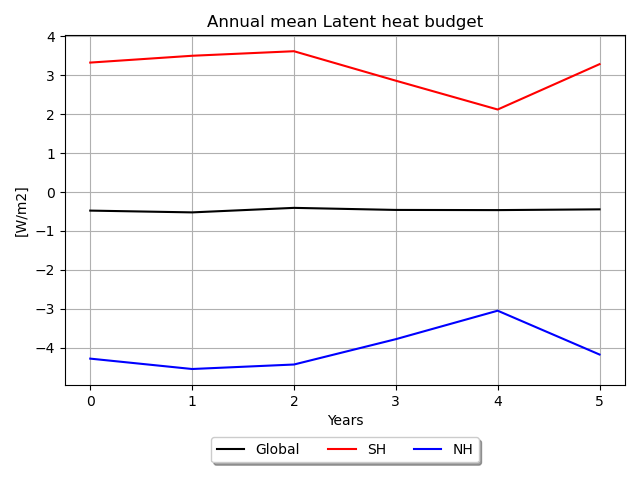 Annual mean Latent heat budget
4
3
2
1
0
−1
−2
−3
−4
[W/m2]
0 1 2 3 4 5
Years
Global SH NH